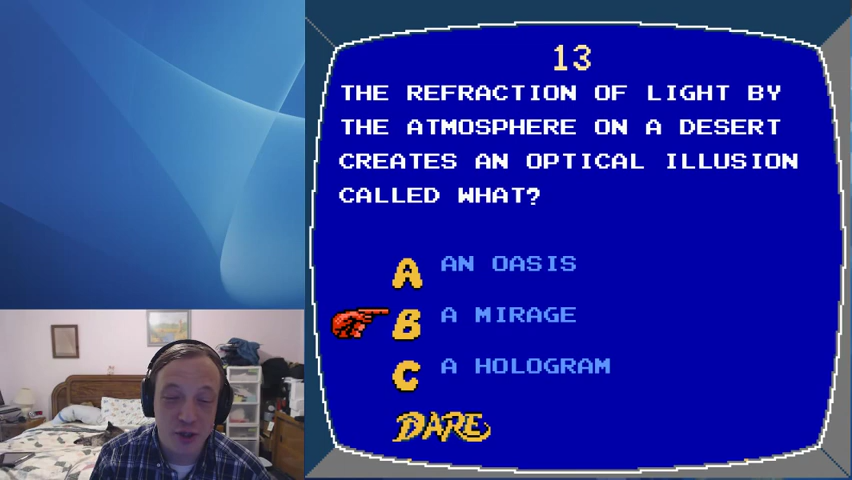 13
THE REFRACTION OF LIGHT BY
THE ATMOSPHERE ON A DESERT
CREATES AN OPTICAL ILLUSION
CALLED WHAT?
A AN OASIS
B A MIRAGE
C A HOLOGRAM
DARE